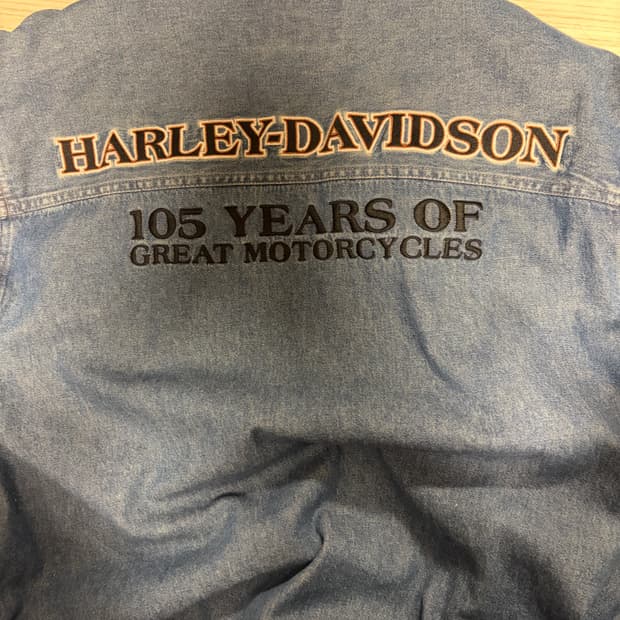 HARLEY-DAVIDSON
105 YEARS OF
GREAT MOTORCYCLES